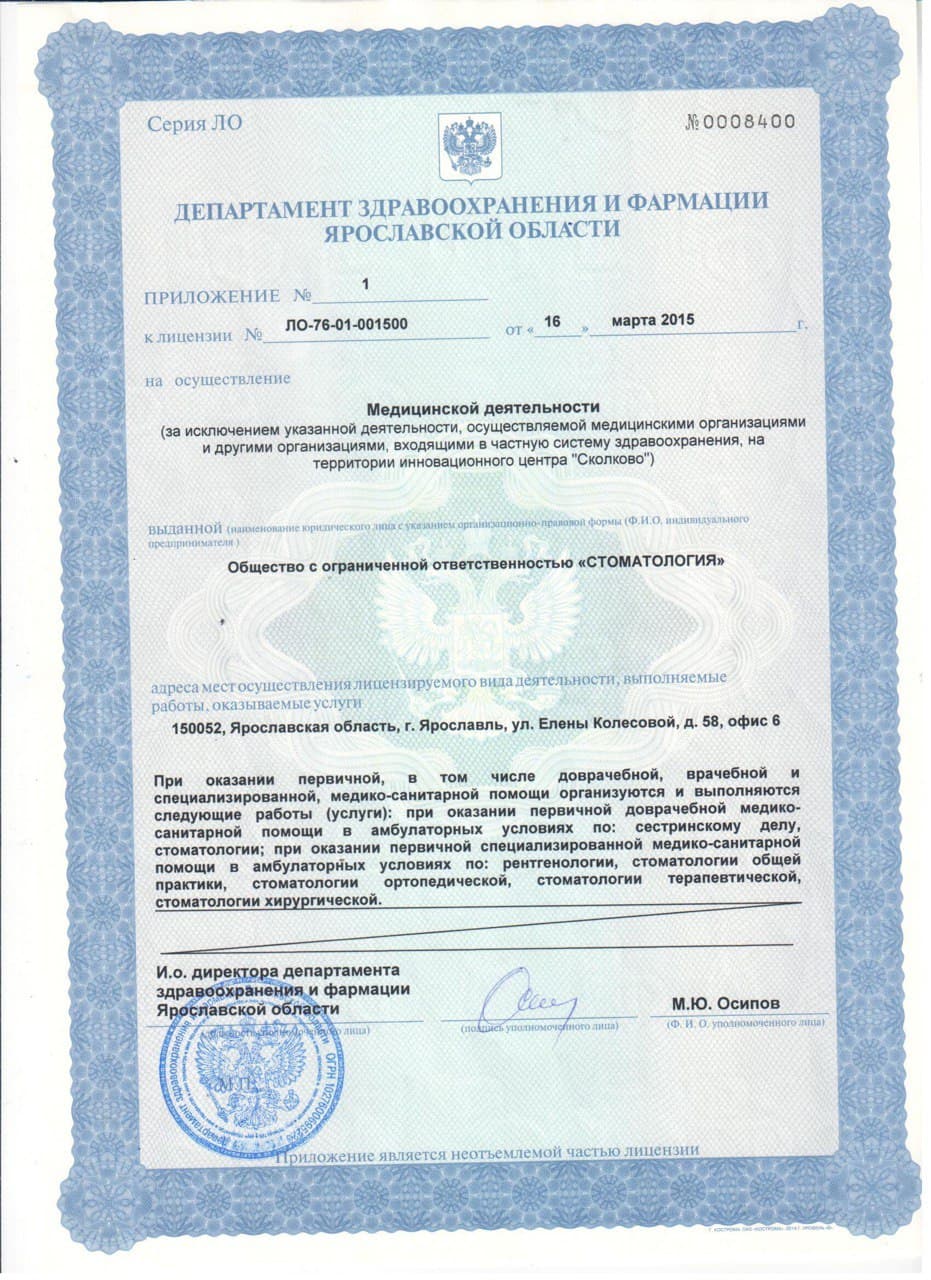 Серия ЛО
№0008400
ДЕПАРТАМЕНТ ЗДРАВООХРАНЕНИЯ И ФАРМАЦИИ
ЯРОСЛАВСКОЙ ОБЛАСТИ
ПРИЛОЖЕНИЕ № 1
к лицензии № ЛО-76-01-001500 от « 16 » марта 2015 г.
на осуществление
Медицинской деятельности
(за исключением указанной деятельности, осуществляемой медицинскими организациями
и другими организациями, входящими в частную систему здравоохранения, на
территории инновационного центра "Сколково")
выданной (наименование юридического лица с указанием организационно-правовой формы (Ф.И.О. индивидуального
предпринимателя )
Общество с ограниченной ответственностью «СТОМАТОЛОГИЯ»
адреса мест осуществления лицензируемого вида деятельности, выполняемые
работы, оказываемые услуги
150052, Ярославская область, г. Ярославль, ул. Елены Колесовой, д. 58, офис 6
При оказании первичной, в том числе доврачебной, врачебной и
специализированной, медико-санитарной помощи организуются и выполняются
следующие работы (услуги): при оказании первичной доврачебной медико-
санитарной помощи в амбулаторных условиях по: сестринскому делу,
стоматологии; при оказании первичной специализированной медико-санитарной
помощи в амбулаторных условиях по: рентгенологии, стоматологии общей
практики, стоматологии ортопедической, стоматологии терапевтической,
стоматологии хирургической.
И.о. директора департамента
здравоохранения и фармации
Ярославской области
М.Ю. Осипов
(подпись уполномоченного лица)
(Ф. И. О. уполномоченного лица)
М.П.
Приложение является неотъемлемой частью лицензии